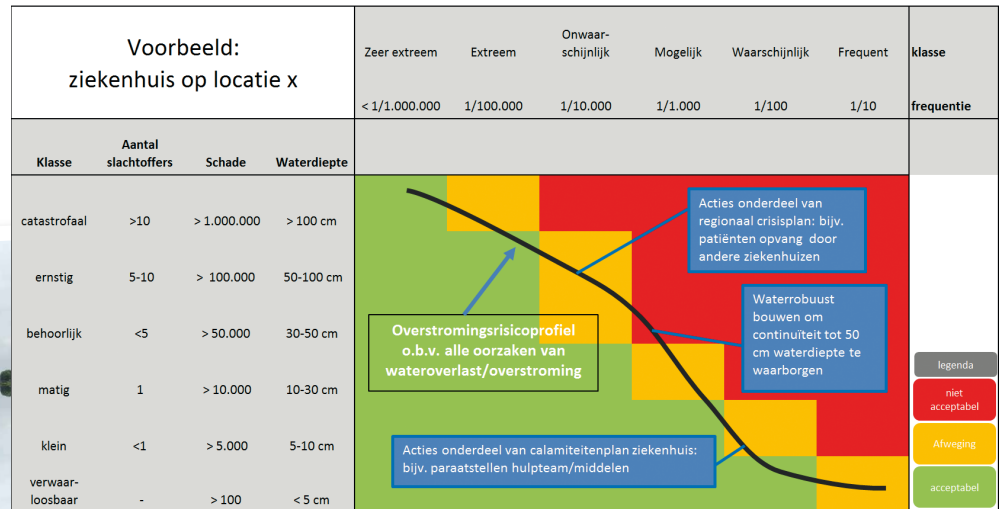 Voorbeeld:
ziekenhuis op locatie x
Zeer extreem
Extreem
Onwaar-
schijnlijk
Mogelijk
Waarschijnlijk
Frequent
klasse
< 1/1.000.000
1/100.000
1/10.000
1/1.000
1/100
1/10
frequentie
Klasse
Aantal
slachtoffers
Schade
Waterdiepte
catastrofaal
>10
> 1.000.000
> 100 cm
ernstig
5-10
> 100.000
50-100 cm
behoorlijk
<5
> 50.000
30-50 cm
matig
1
> 10.000
10-30 cm
klein
<1
> 5.000
5-10 cm
verwaar-
loosbaar
-
> 100
< 5 cm
Acties onderdeel van
regionaal crisisplan: bijv.
patiënten opvang door
andere ziekenhuizen
Waterrobuust
bouwen om
continuïteit tot 50
cm waterdiepte te
waarborgen
Overstromingsrisicoprofiel
o.b.v. alle oorzaken van
wateroverlast/overstroming
Acties onderdeel van calamiteitenplan ziekenhuis:
bijv. paraatstellen hulpteam/middelen
legenda
niet
acceptabel
Afweging
acceptabel